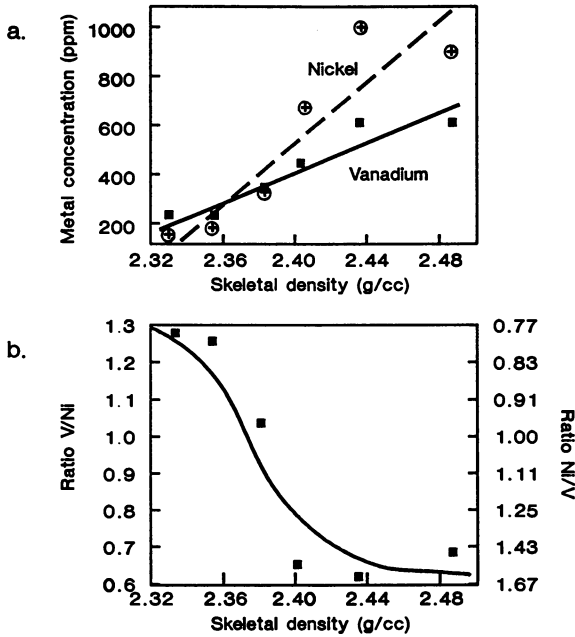 a.
Metal concentration (ppm)
1000
800
600
400
200
Nickel
Vanadium
2.32 2.36 2.40 2.44 2.48
Skeletal density (g/cc)
b.
Ratio V/Ni
1.3
1.2
1.1
1.0
0.9
0.8
0.7
0.6
0.77
0.83
0.91
1.00
1.11
1.25
1.43
1.67
Ratio Ni/V
2.32 2.36 2.40 2.44 2.48
Skeletal density (g/cc)